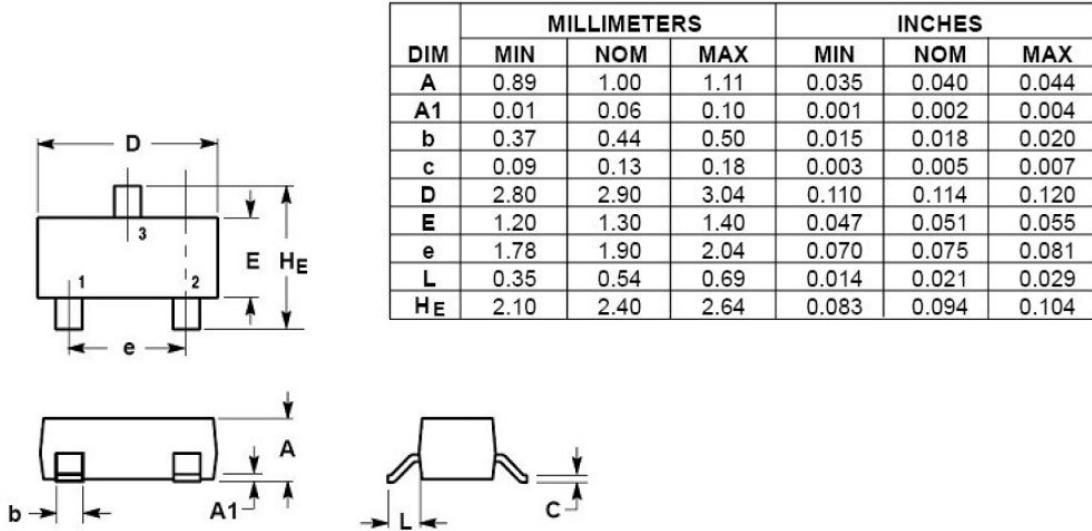 MILLIMETERS INCHES
DIM MIN NOM MAX MIN NOM MAX
A 0.89 1.00 1.11 0.035 0.040 0.044
A1 0.01 0.06 0.10 0.001 0.002 0.004
b 0.37 0.44 0.50 0.015 0.018 0.020
c 0.09 0.13 0.18 0.003 0.005 0.007
D 2.80 2.90 3.04 0.110 0.114 0.120
E 1.20 1.30 1.40 0.047 0.051 0.055
e 1.78 1.90 2.04 0.070 0.075 0.081
L 0.35 0.54 0.69 0.014 0.021 0.029
HE 2.10 2.40 2.64 0.083 0.094 0.104
D
3
E HE
1 2
e
A
b A1
L C